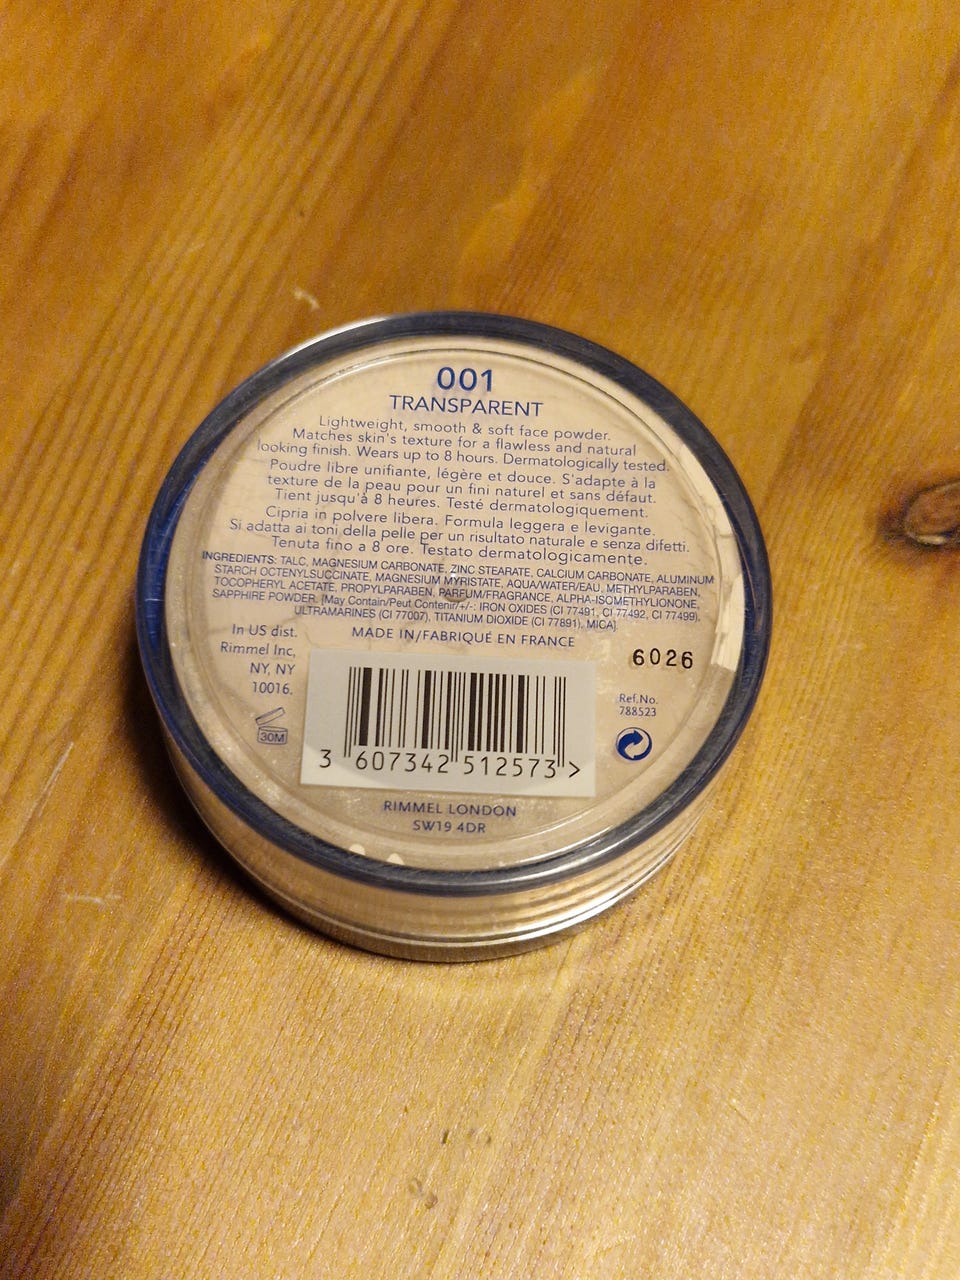 001
TRANSPARENT
Lightweight, smooth & soft face powder.
Matches skin's texture for a flawless and natural
looking finish. Wears up to 8 hours. Dermatologically tested.
Poudre libre unifiante, légère et douce. S'adapte à la
texture de la peau pour un fini naturel et sans défaut.
Tient jusqu'à 8 heures. Testé dermatologiquement.
Cipria in polvere libera. Formula leggera e levigante.
Si adatta ai toni della pelle per un risultato naturale e senza difetti.
Tenuta fino a 8 ore. Testato dermatologicamente.
INGREDIENTS: TALC, MAGNESIUM CARBONATE, ZINC STEARATE, CALCIUM CARBONATE, ALUMINUM
STARCH OCTENYLSUCCINATE, MAGNESIUM MYRISTATE, AQUA/WATER/EAU, METHYLPARABEN,
TOCOPHERYL ACETATE, PROPYLPARABEN, PARFUM/FRAGRANCE, ALPHA-ISOMETHYLIONONE,
SAPPHIRE POWDER. [May Contain/Peut Contenir/+/-: IRON OXIDES (CI 77491, CI 77492, CI 77499),
ULTRAMARINES (CI 77007), TITANIUM DIOXIDE (CI 77891), MICA].
MADE IN/FABRIQUÉ EN FRANCE
In US dist.
Rimmel Inc,
NY, NY
10016.
30M
6026
Ref.No.
788523
3 607342 512573 >
RIMMEL LONDON
SW19 4DR